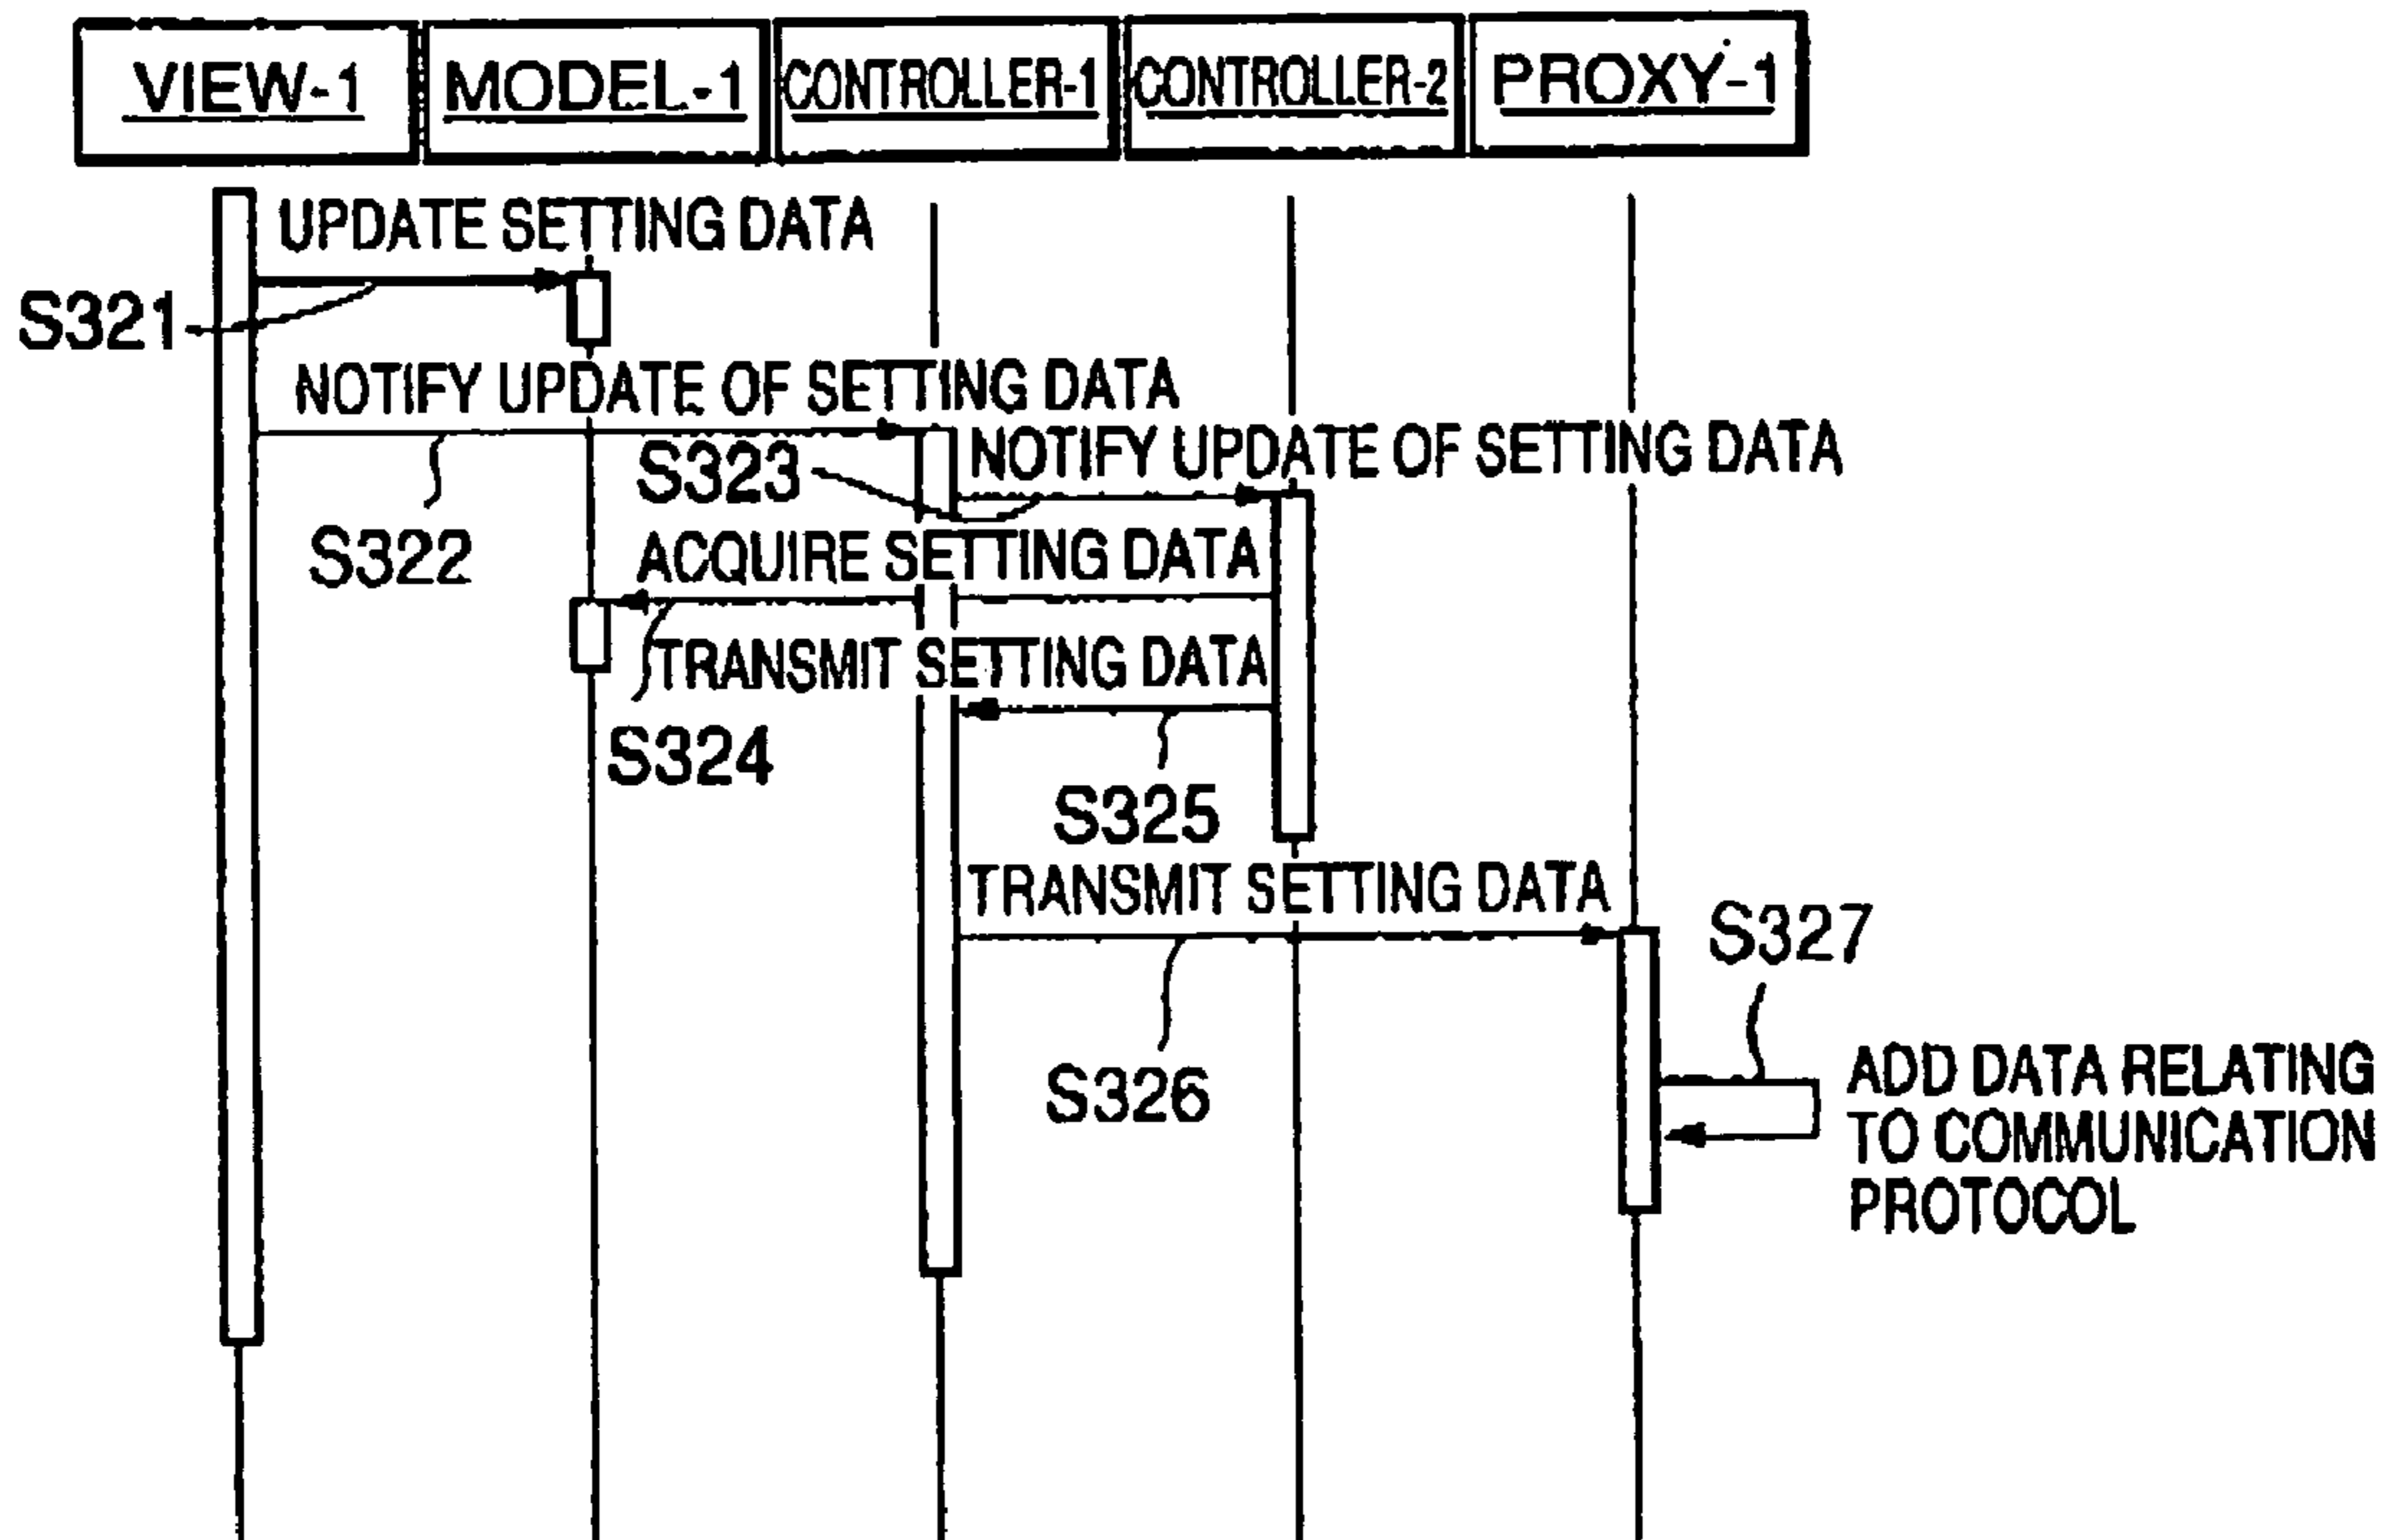 VIEW-1
MODEL-1
CONTROLLER-1
CONTROLLER-2
PROXY-1
UPDATE SETTING DATA
S321
NOTIFY UPDATE OF SETTING DATA
S322
S323
NOTIFY UPDATE OF SETTING DATA
ACQUIRE SETTING DATA
TRANSMIT SETTING DATA
S324
S325
TRANSMIT SETTING DATA
S326
S327
ADD DATA RELATING
TO COMMUNICATION
PROTOCOL